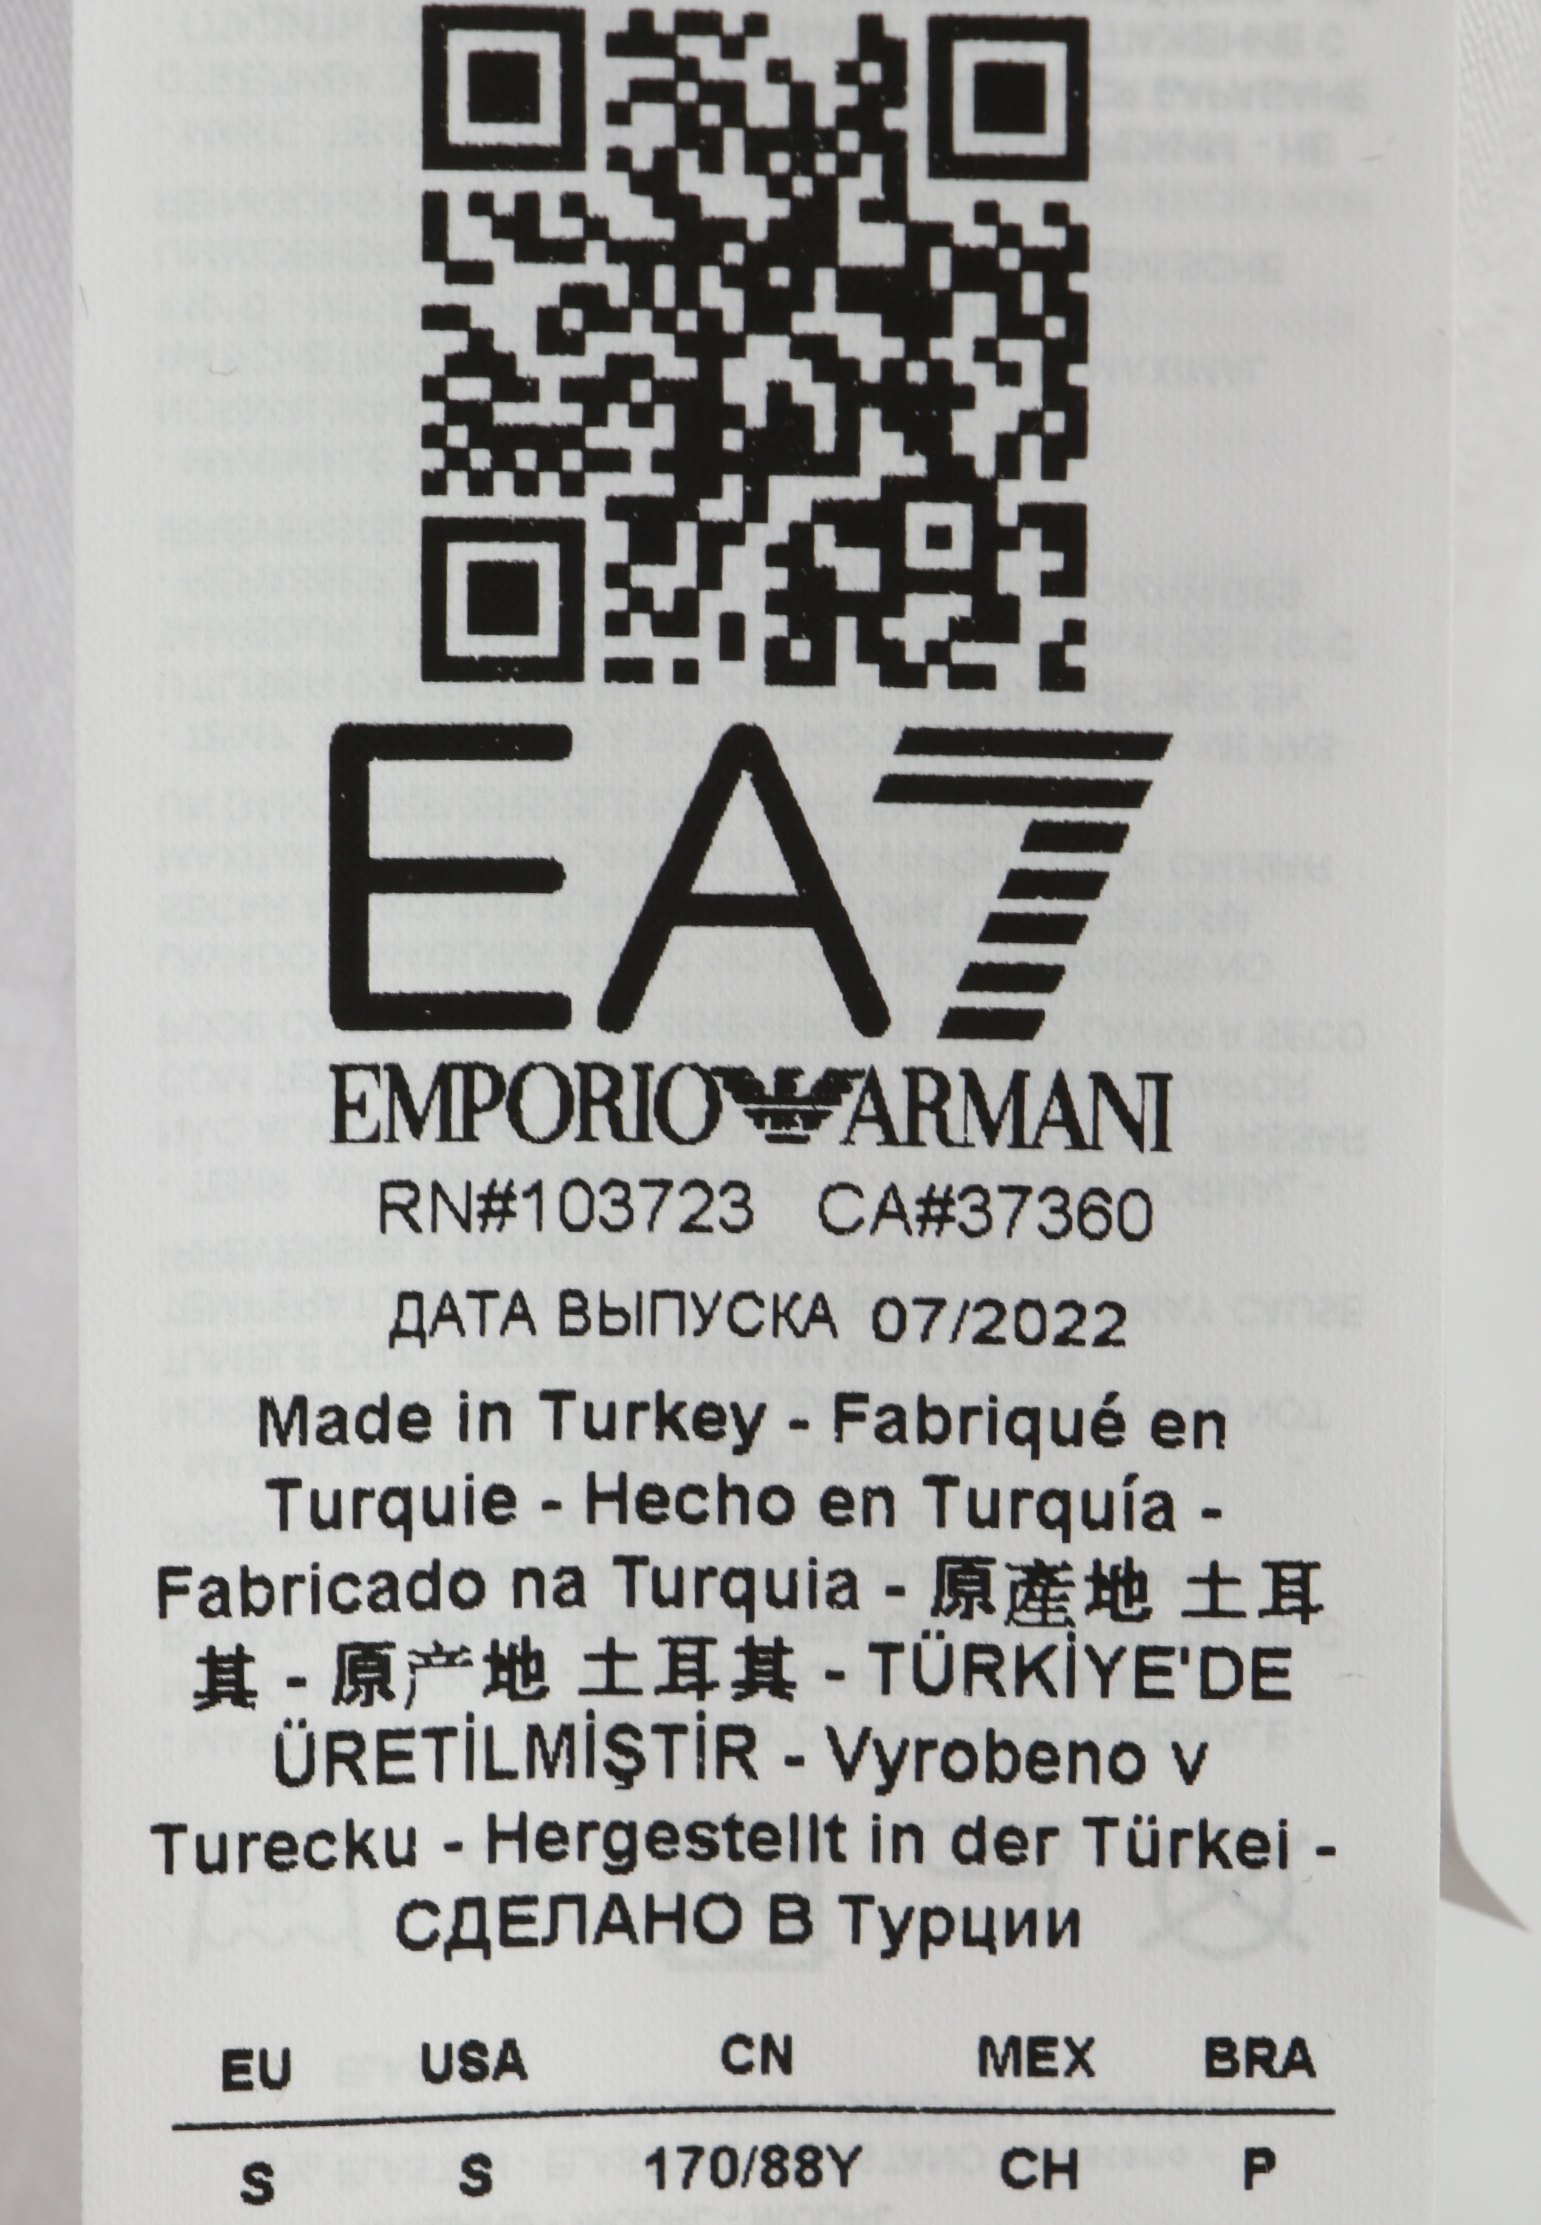 EA7
EMPORIO ARMANI
RN#103723 CA#37360
ДАТА ВЫПУСКА 07/2022
Made in Turkey - Fabriqué en
Turquie - Hecho en Turquía -
Fabricado na Turquia - 原產地 土耳
其 - 原产地 土耳其 - TÜRKİYE'DE
ÜRETİLMİŞTİR - Vyrobeno v
Turecku - Hergestellt in der Türkei -
СДЕЛАНО В Турции
EU USA CN MEX BRA
S S 170/88Y CH P